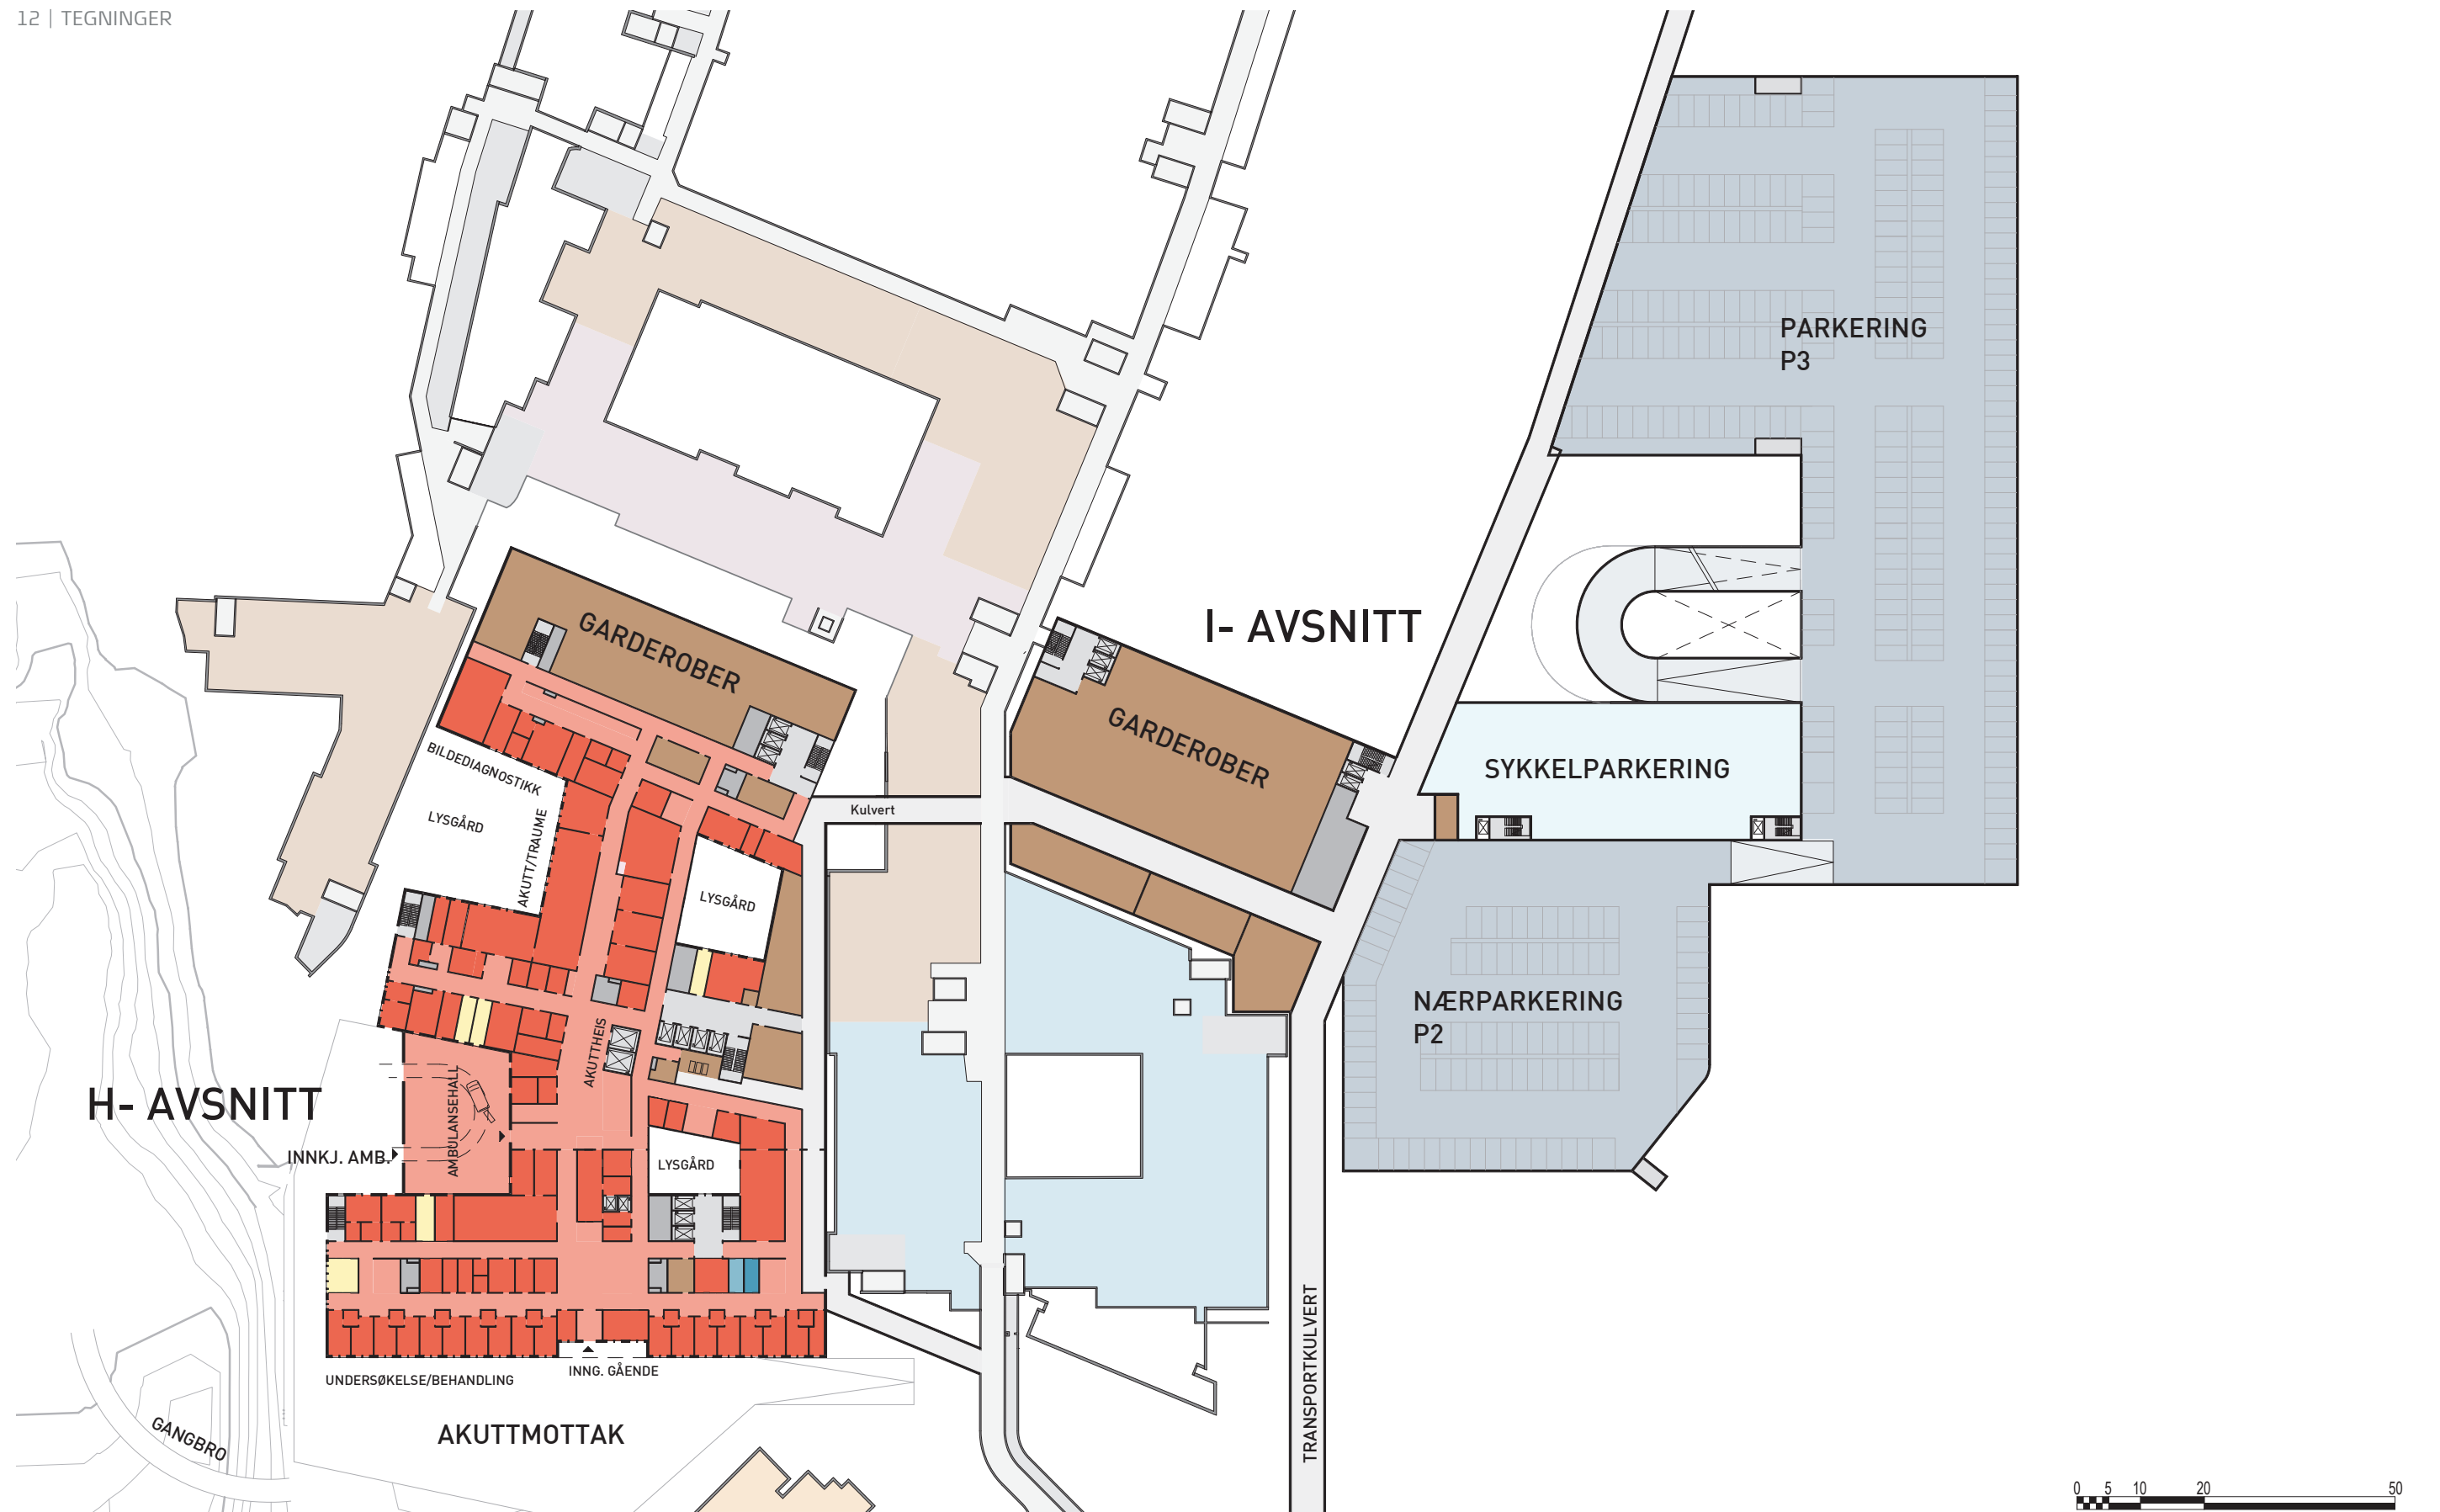 12 | TEGNINGER
PARKERING
P3
I- AVSNITT
GARDEROBER
GARDEROBER
BILDEDIAGNOSTIKK
LYSGÅRD
AKUTT/TRAUME
Kulvert
SYKKELPARKERING
LYSGÅRD
NÆRPARKERING
P2
AKUTTHEIS
H- AVSNITT
AMBULANSEHALL
INNKJ. AMB.
LYSGÅRD
TRANSPORTKULVERT
INNG. GÅENDE
UNDERSØKELSE/BEHANDLING
AKUTTMOTTAK
GANGBRO
0 5 10 20 50